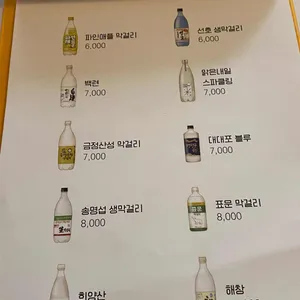 파인애플 막걸리
6,000
선호 생막걸리
6,000
백련
7,000
맑은내일
스파클링
7,000
금정산성 막걸리
7,000
대대포 블루
7,000
송명섭 생막걸리
8,000
표문 막걸리
8,000
희양산
해창